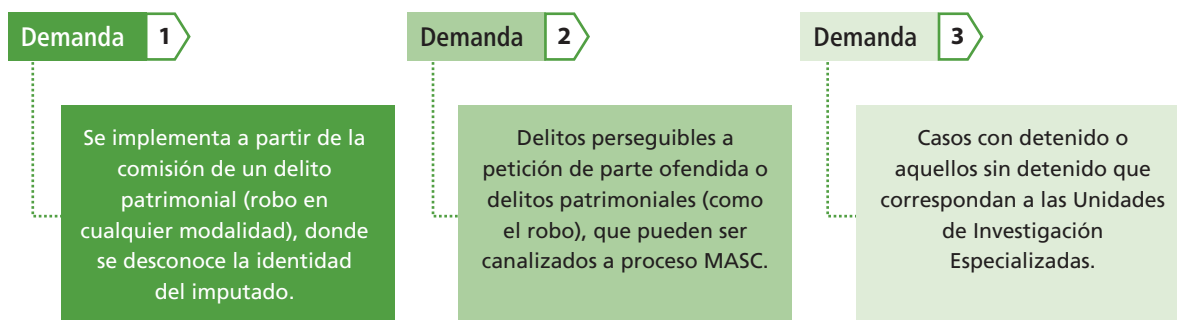 Demanda 1
Se implementa a partir de la
comisión de un delito
patrimonial (robo en
cualquier modalidad), donde
se desconoce la identidad
del imputado.
Demanda 2
Delitos perseguibles a
petición de parte ofendida o
delitos patrimoniales (como
el robo), que pueden ser
canalizados a proceso MASC.
Demanda 3
Casos con detenido o
aquellos sin detenido que
correspondan a las Unidades
de Investigación
Especializadas.